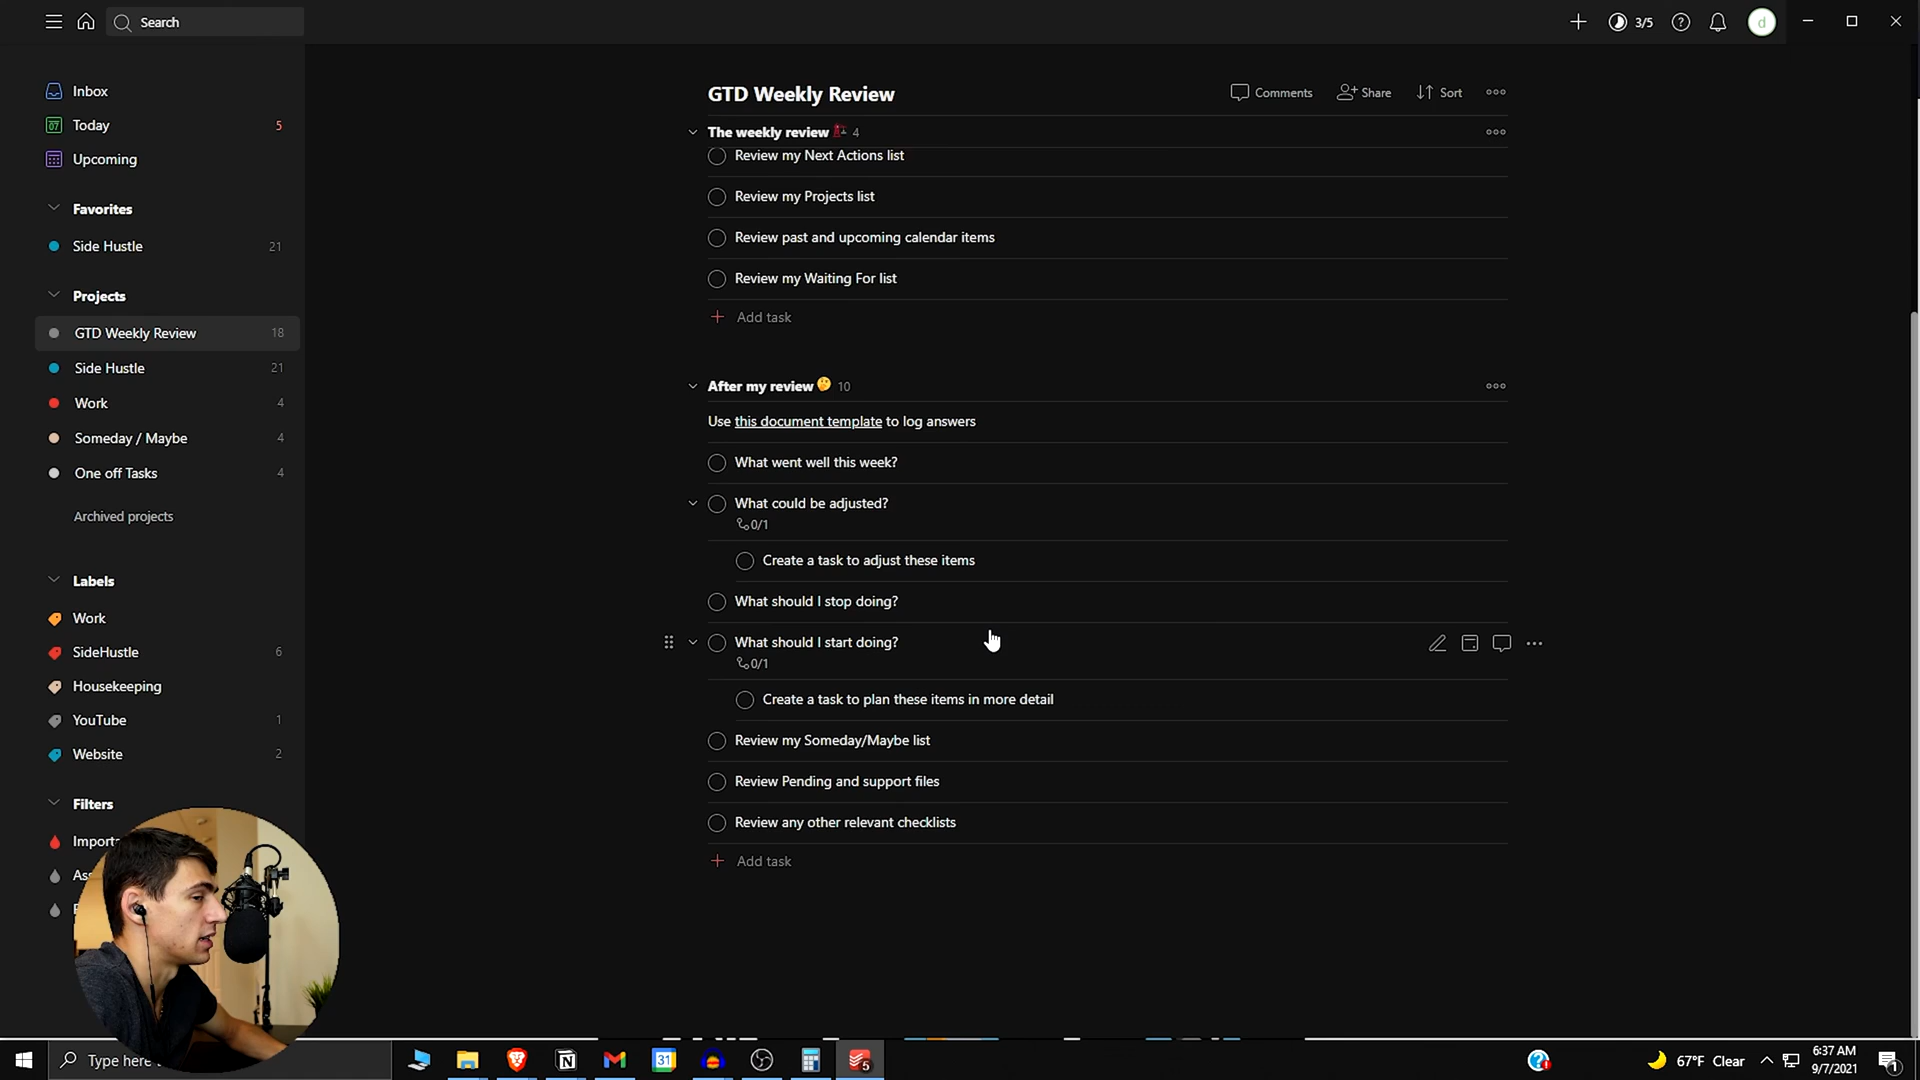 Search
3/5
d
Inbox
Today 5
Upcoming
Favorites
Side Hustle 21
Projects
GTD Weekly Review 18
Side Hustle 21
Work 4
Someday / Maybe 4
One off Tasks 4
Archived projects
Labels
Work
SideHustle 6
Housekeeping
YouTube 1
Website 2
Filters
GTD Weekly Review
Comments Share Sort
The weekly review 4
Review my Next Actions list
Review my Projects list
Review past and upcoming calendar items
Review my Waiting For list
Add task
After my review 🤔 10
Use this document template to log answers
What went well this week?
What could be adjusted?
0/1
Create a task to adjust these items
What should I stop doing?
What should I start doing?
0/1
Create a task to plan these items in more detail
Review my Someday/Maybe list
Review Pending and support files
Review any other relevant checklists
Add task
Type here
31
5
67°F Clear
6:37 AM
9/7/2021
1